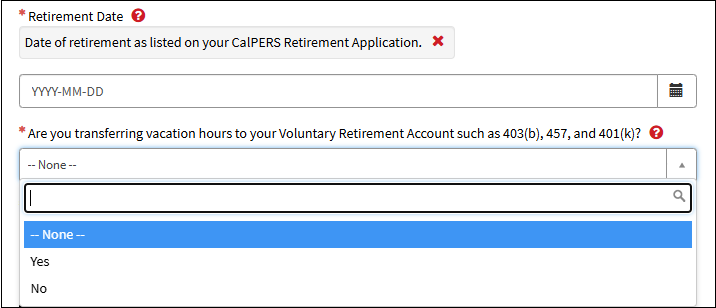 * Retirement Date ?
Date of retirement as listed on your CalPERS Retirement Application. ✖
YYYY-MM-DD
* Are you transferring vacation hours to your Voluntary Retirement Account such as 403(b), 457, and 401(k)? ?
-- None --
-- None --
Yes
No